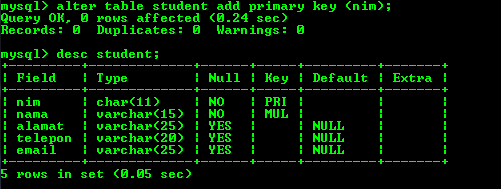 mysql> alter table student add primary key (nim);
Query OK, 0 rows affected (0.24 sec)
Records: 0  Duplicates: 0  Warnings: 0
mysql> desc student;
+---------+-------------+------+-----+---------+-------+
| Field   | Type        | Null | Key | Default | Extra |
+---------+-------------+------+-----+---------+-------+
| nim     | char(11)    | NO   | PRI |         |       |
| nama    | varchar(15) | NO   | MUL |         |       |
| alamat  | varchar(25) | YES  |     | NULL    |       |
| telepon | varchar(20) | YES  |     | NULL    |       |
| email   | varchar(25) | YES  |     | NULL    |       |
+---------+-------------+------+-----+---------+-------+
5 rows in set (0.05 sec)